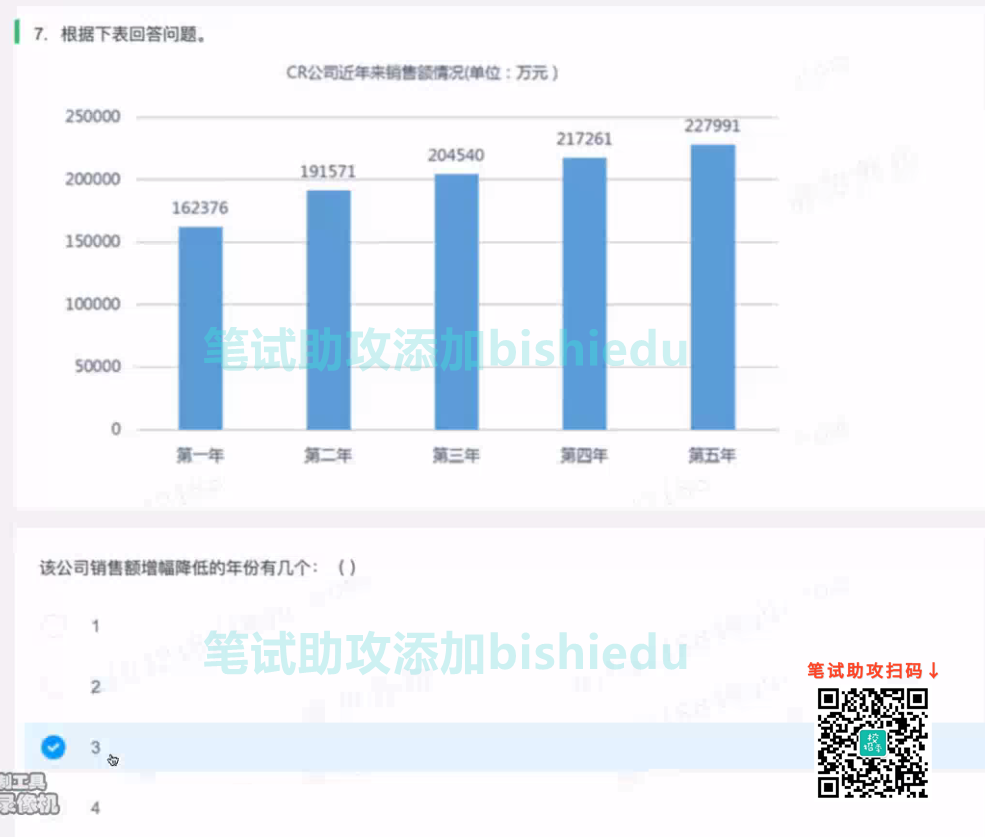 7. 根据下表回答问题。
CR公司近年来销售额情况(单位：万元 )
250000
200000
150000
100000
50000
0
162376
191571
204540
217261
227991
第一年
第二年
第三年
第四年
第五年
笔试助攻添加bishiedu
该公司销售额增幅降低的年份有几个： ( )
1
2
3
4
笔试助攻添加bishiedu
笔试助攻扫码↓
制工具
录像机